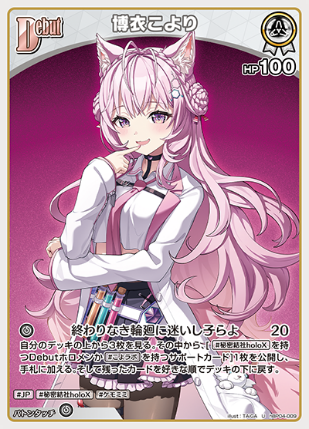 Debut
博衣こより
HP100
終わりなき輪廻に迷いし子らよ 20
自分のデッキの上から3枚を見る。その中から、[#秘密結社holoXを持
つDebutホロメンか#こよラボを持つサポートカード]1枚を公開し、
手札に加える。そして残ったカードを好きな順でデッキの下に戻す。
#JP #秘密結社holoX #ケモミミ
バトンタッチ
illust : TAGA U hBP04-009